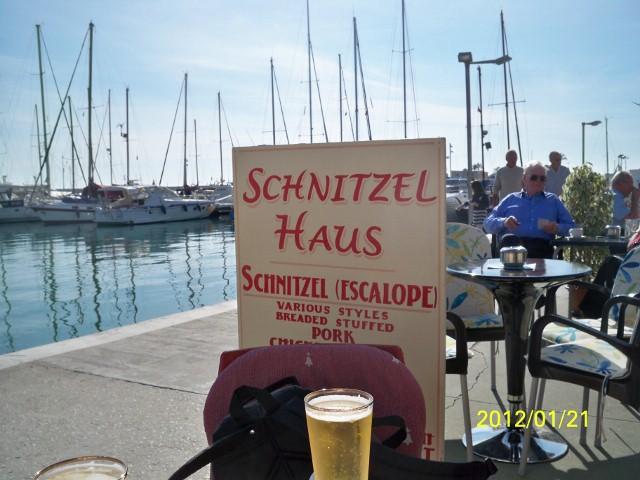 SCHNITZEL
HAUS
SCHNITZEL (ESCALOPE)
VARIOUS STYLES
BREADED STUFFED
PORK
2012/01/21